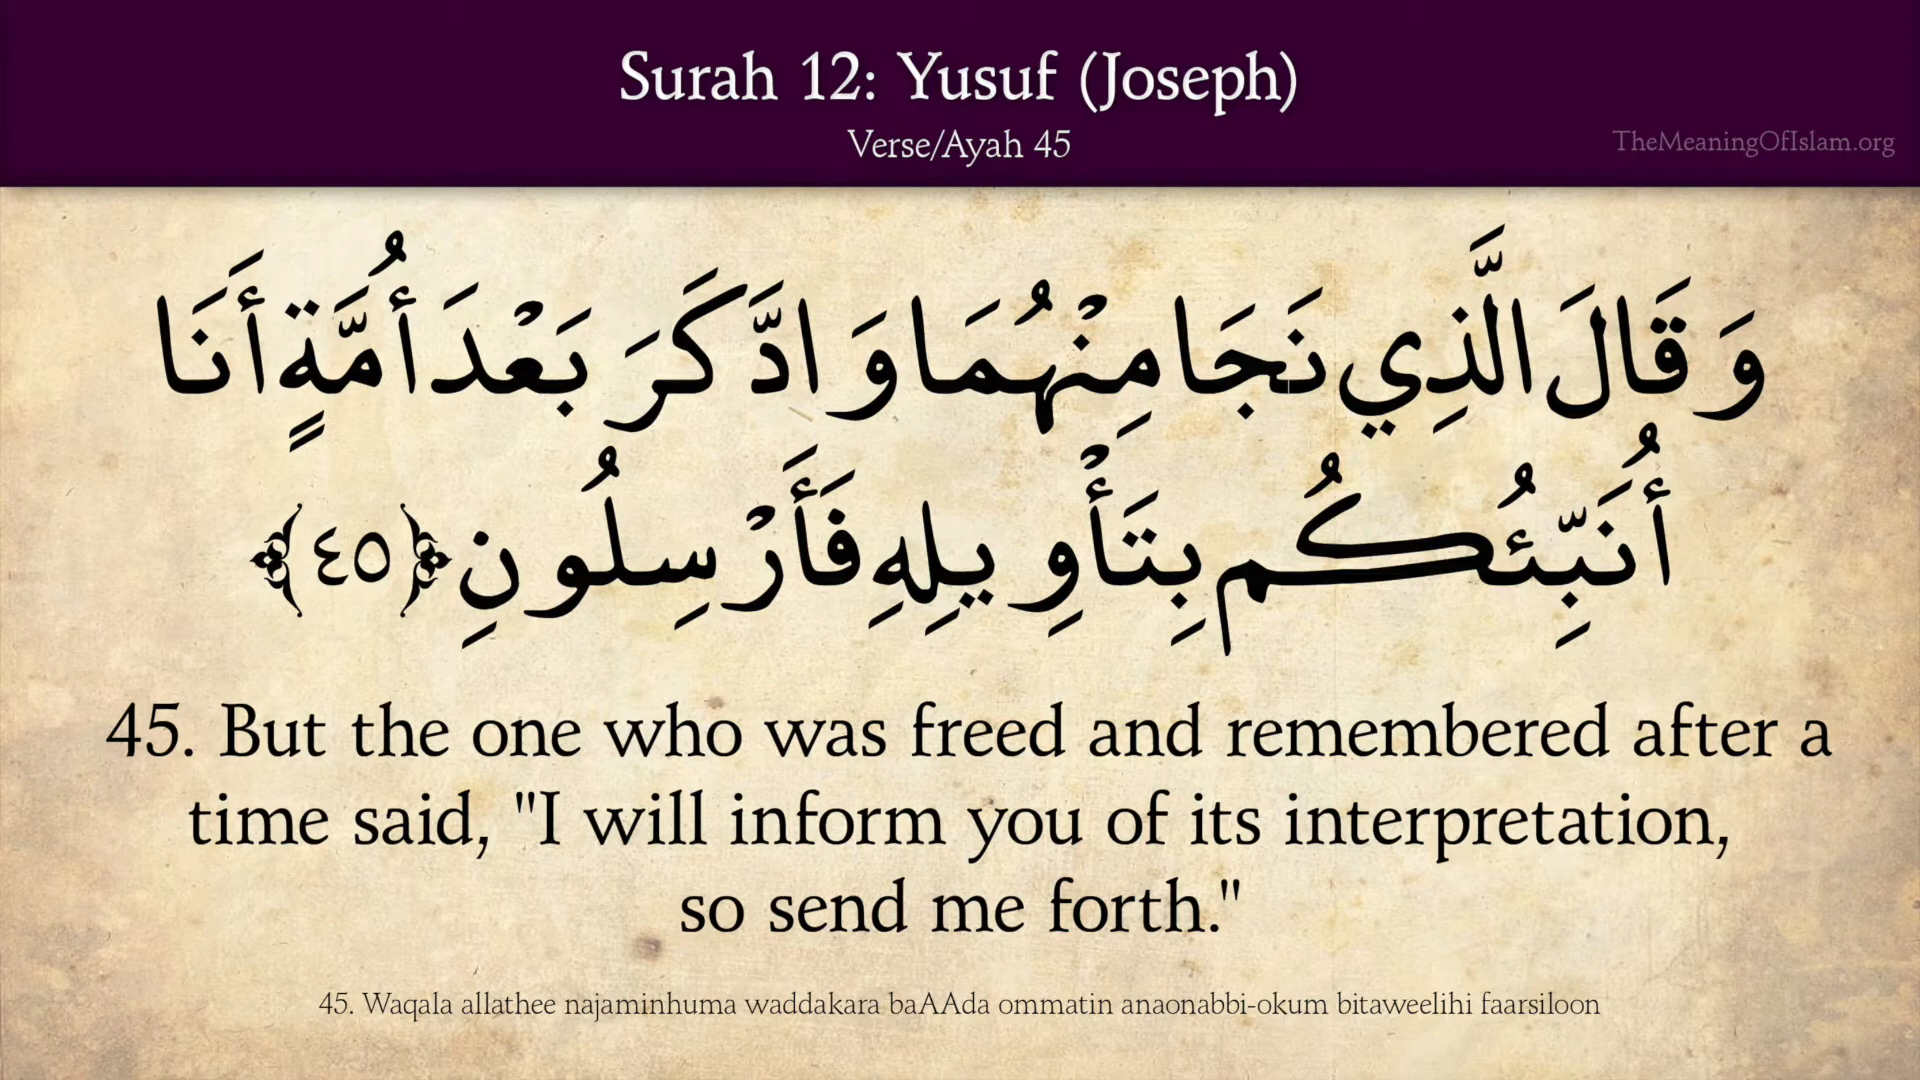 Surah 12: Yusuf (Joseph)
Verse/Ayah 45
TheMeaningOfIslam.org
وَقَالَ الَّذِي نَجَا مِنْهُمَا وَادَّكَرَ بَعْدَ أُمَّةٍ أَنَا
أُنَبِّئُكُم بِتَأْوِيلِهِ فَأَرْسِلُونِ ﴿٤٥﴾
45. But the one who was freed and remembered after a
time said, "I will inform you of its interpretation,
so send me forth."
45. Waqala allathee najaminhuma waddakara baAAda ommatin anaonabbi-okum bitaweelihi faarsiloon